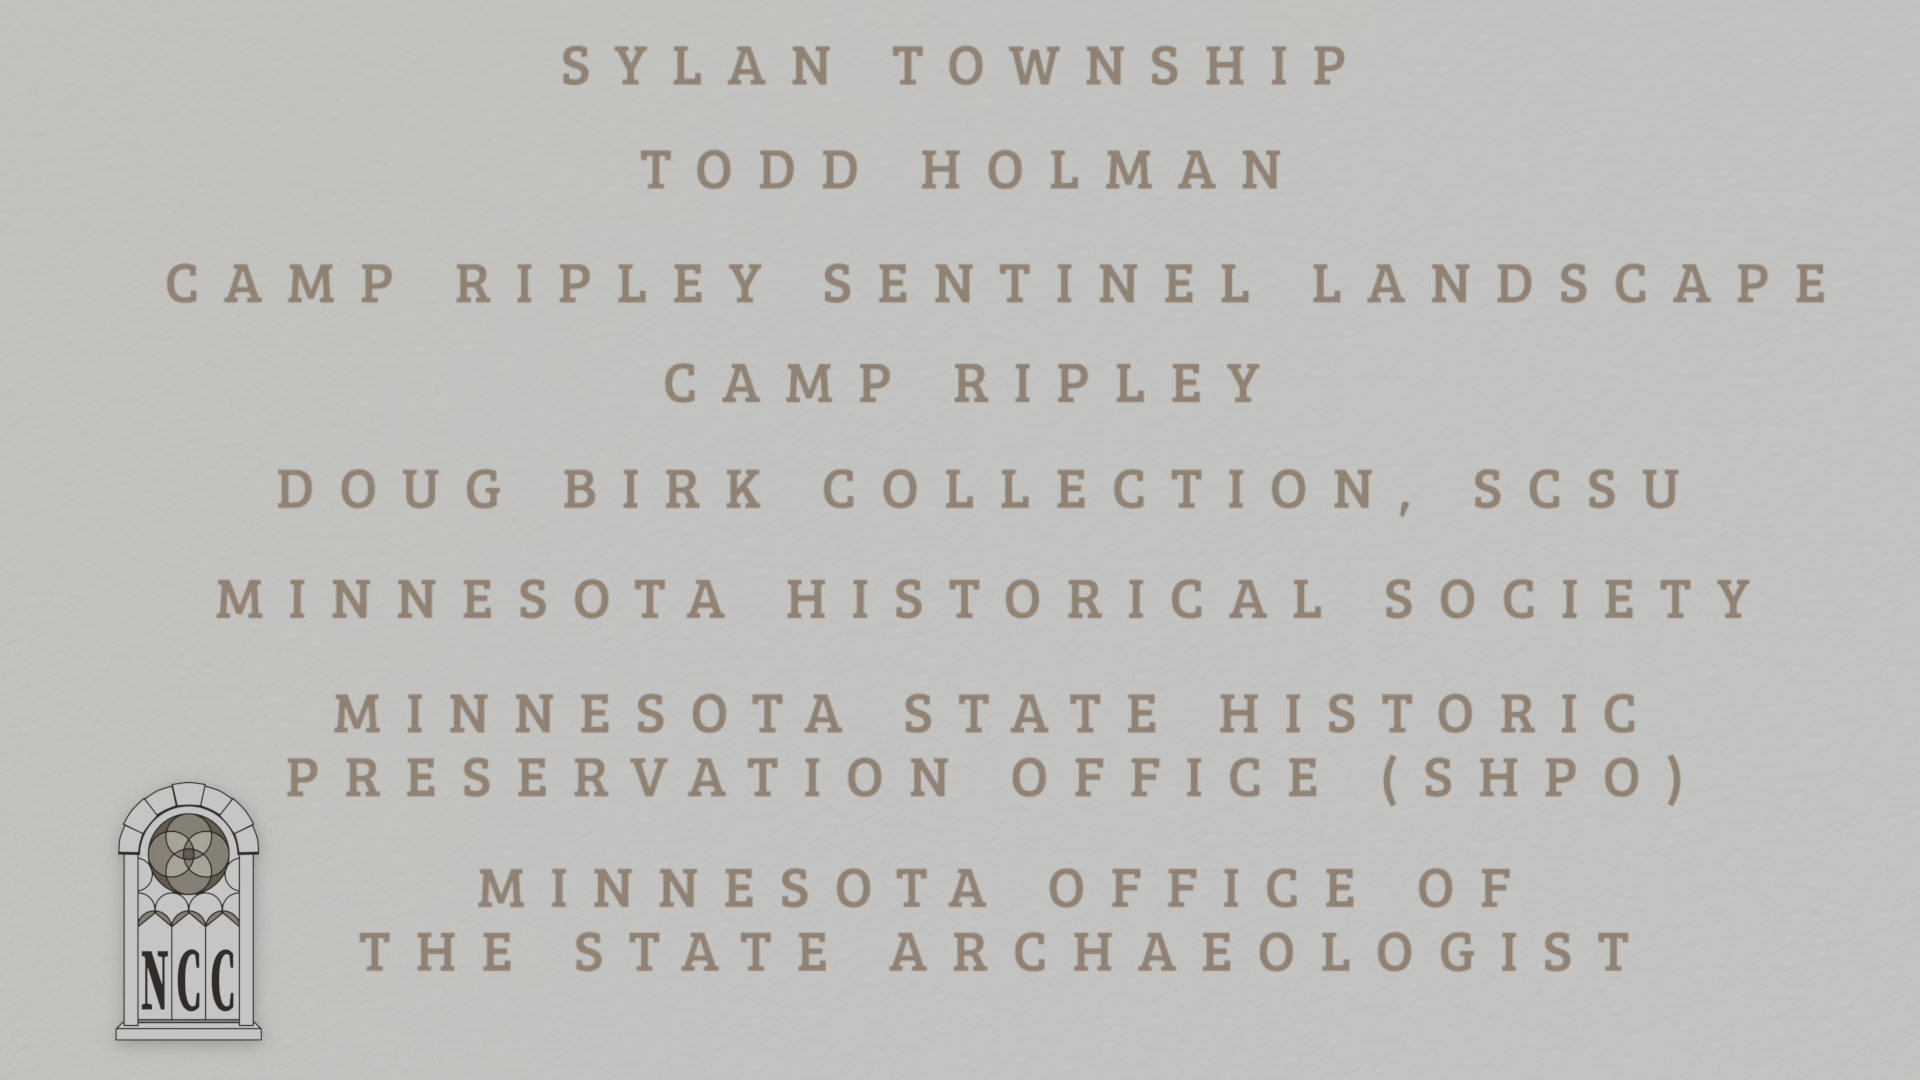 SYLAN TOWNSHIP
TODD HOLMAN
CAMP RIPLEY SENTINEL LANDSCAPE
CAMP RIPLEY
DOUG BIRK COLLECTION, SCSU
MINNESOTA HISTORICAL SOCIETY
MINNESOTA STATE HISTORIC
PRESERVATION OFFICE (SHPO)
MINNESOTA OFFICE OF
THE STATE ARCHAEOLOGIST
NCC